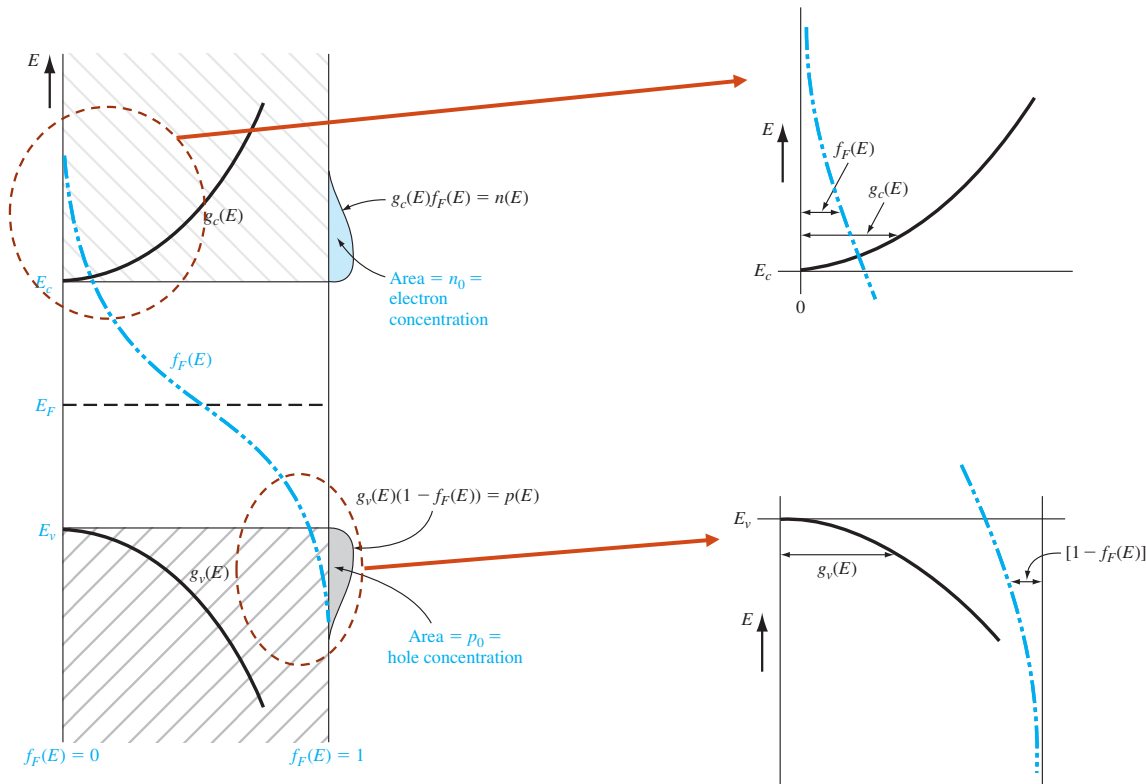 E
g_c(E)
g_c(E)f_F(E) = n(E)
Area = n_0 =
electron
concentration
E_c
f_F(E)
E_F
g_v(E)(1 − f_F(E)) = p(E)
E_v
g_v(E)
Area = p_0 =
hole concentration
f_F(E) = 0
f_F(E) = 1
E
f_F(E)
g_c(E)
E_c
0
E_v
g_v(E)
[1 − f_F(E)]
E